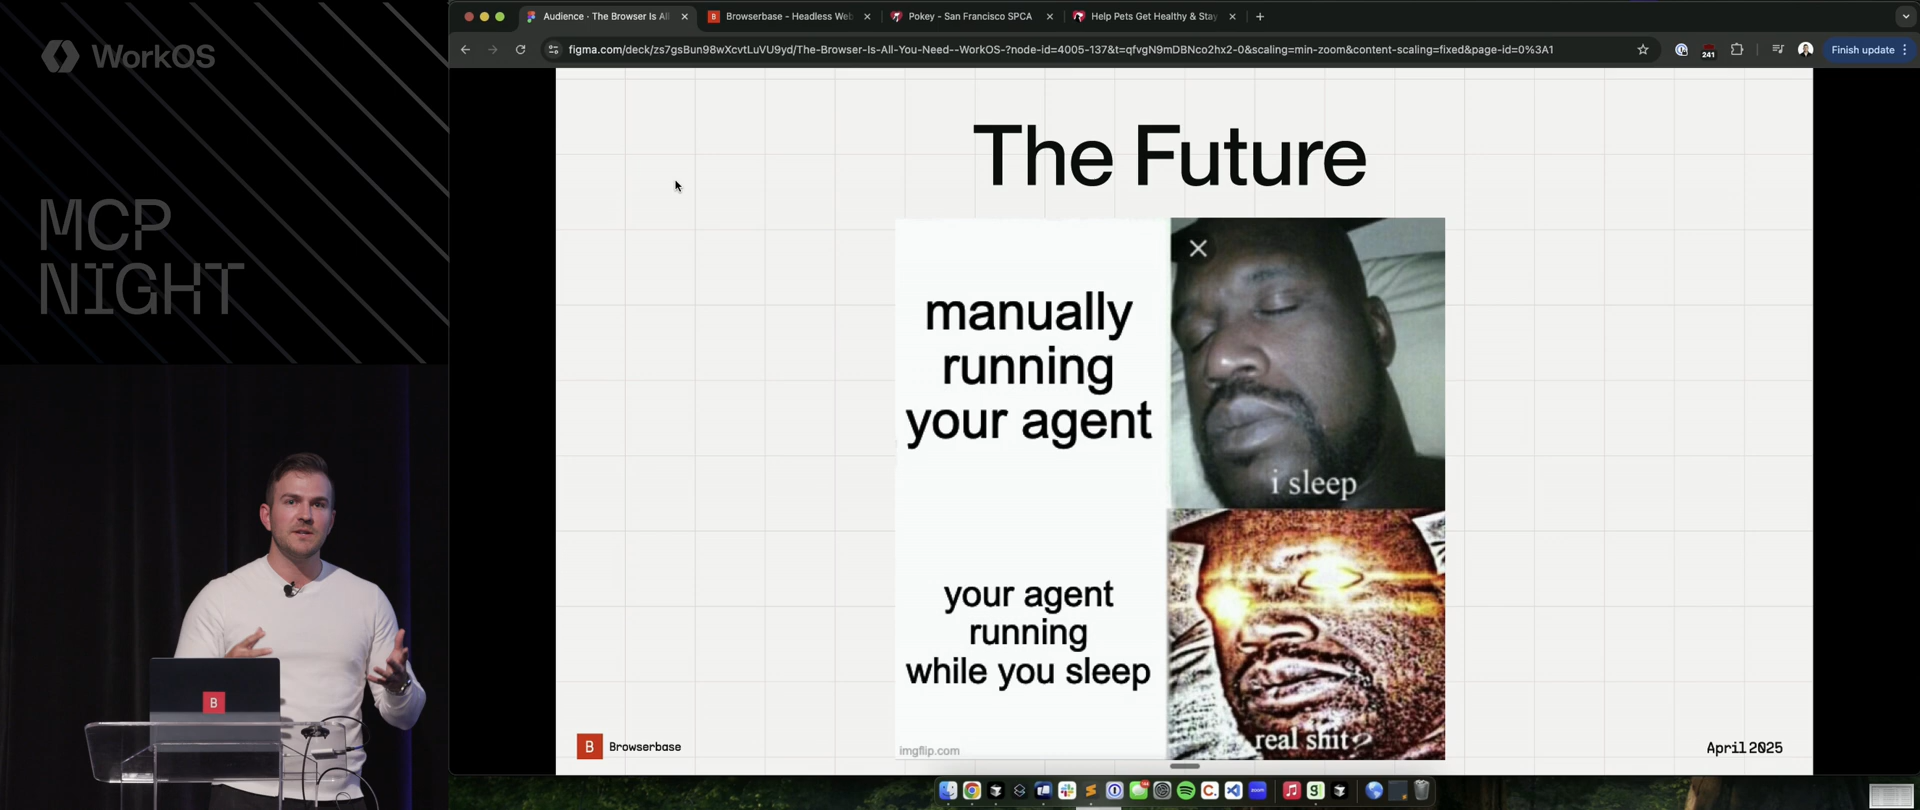 WorkOS
MCP
NIGHT
Audience · The Browser Is All
Browserbase - Headless Web
Pokey - San Francisco SPCA
Help Pets Get Healthy & Stay
figma.com/deck/zs7gsBun98wXcvtLuVU9yd/The-Browser-Is-All-You-Need--WorkOS-?node-id=4005-137&t=qfvgN9mDBNco2hx2-0&scaling=min-zoom&content-scaling=fixed&page-id=0%3A1
241
Finish update
The Future
manually
running
your agent
i sleep
your agent
running
while you sleep
real shit?
imgflip.com
B
Browserbase
April 2025
B
zoom